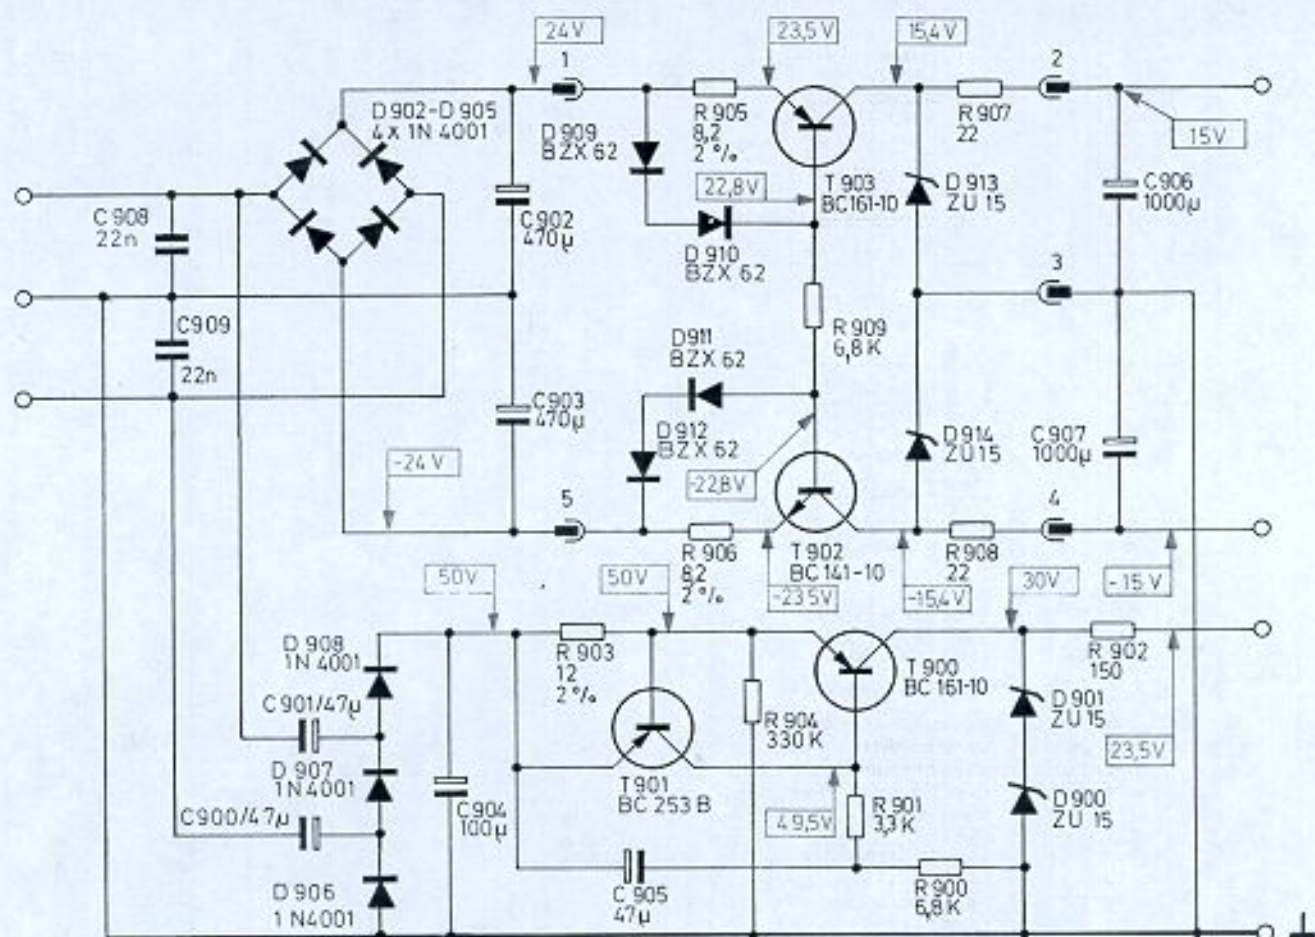 24V
23,5V
15,4V
1
2
D 902-D 905
4x 1N 4001
D 909
BZX 62
R 905
8,2
2 %
R 907
22
15V
22,8V
T 903
BC161-10
D 913
ZU 15
C 906
1000µ
C 908
22n
C 902
470µ
D 910
BZX 62
3
C 909
22n
R 909
6,8 K
D911
BZX 62
C 903
470µ
D 912
BZX 62
D 914
ZU 15
C 907
1000µ
-24 V
-22,8V
5
4
R 906
8,2
2 %
T 902
BC 141-10
R 908
22
50V
50V
-23,5V
-15,4V
30V
-15 V
D 908
1N 4001
R 903
12
2 %
T 900
BC 161-10
R 902
150
C 901/47µ
R 904
330 K
D 901
ZU 15
23,5V
D 907
1N4001
T901
BC 253 B
C 900/47µ
C 904
100µ
49,5V
R 901
3,3 K
D 900
ZU 15
D 906
1 N4001
C 905
47µ
R 900
6,8 K